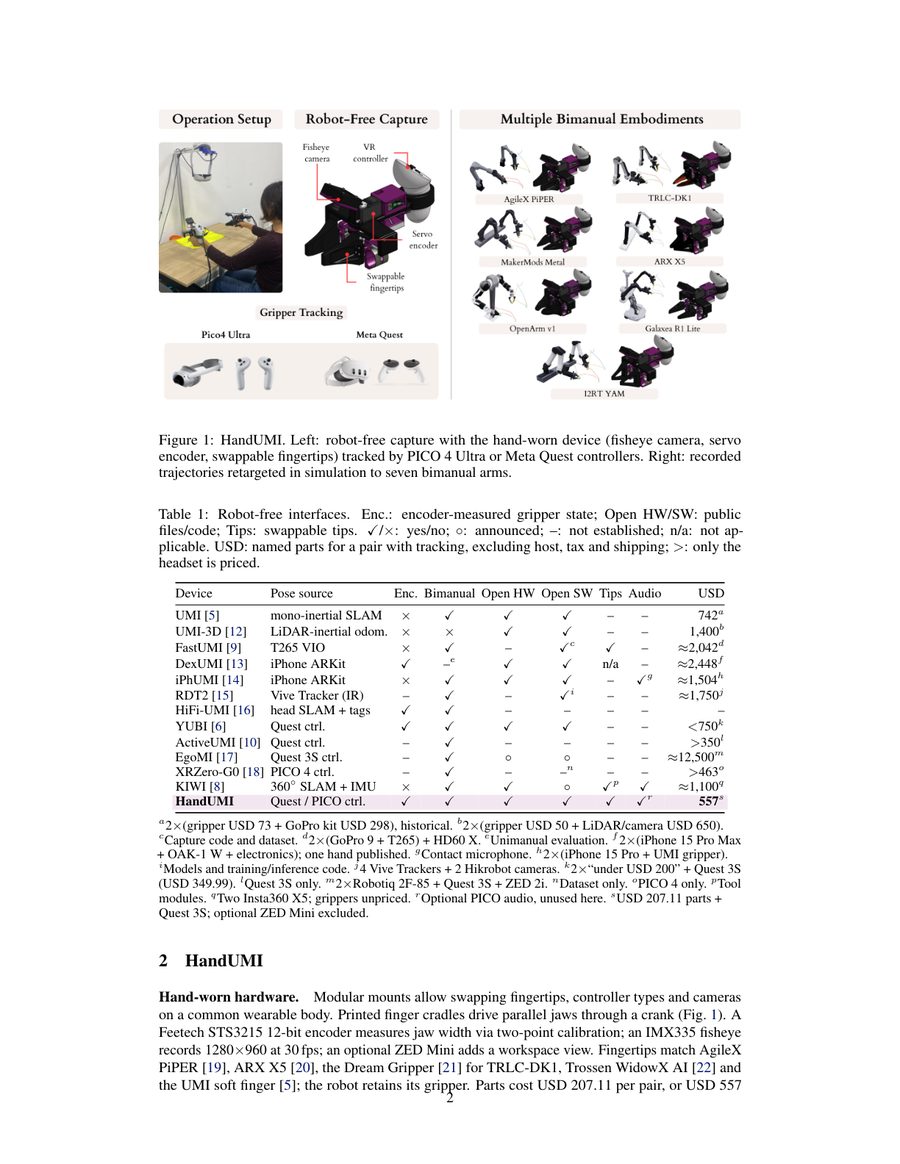 Operation Setup
Robot-Free Capture
Multiple Bimanual Embodiments
Fisheye camera
VR controller
Servo encoder
Swappable fingertips
Gripper Tracking
Pico4 Ultra
Meta Quest
AgileX PiPER
TRLC-DK1
MakerMods Metal
ARX X5
OpenArm v1
Galaxea R1 Lite
I2RT YAM
Figure 1: HandUMI. Left: robot-free capture with the hand-worn device (fisheye camera, servo
encoder, swappable fingertips) tracked by PICO 4 Ultra or Meta Quest controllers. Right: recorded
trajectories retargeted in simulation to seven bimanual arms.
Table 1: Robot-free interfaces. Enc.: encoder-measured gripper state; Open HW/SW: public
files/code; Tips: swappable tips. ✓/×: yes/no; ○: announced; –: not established; n/a: not ap-
plicable. USD: named parts for a pair with tracking, excluding host, tax and shipping; >: only the
headset is priced.
Device Pose source Enc. Bimanual Open HW Open SW Tips Audio USD
UMI [5] mono-inertial SLAM × ✓ ✓ ✓ – – 742^a
UMI-3D [12] LiDAR-inertial odom. × × ✓ ✓ – – 1,400^b
FastUMI [9] T265 VIO × ✓ – ✓^c ✓ – ≈2,042^d
DexUMI [13] iPhone ARKit ✓ –^e ✓ ✓ n/a – ≈2,448^f
iPhUMI [14] iPhone ARKit × ✓ ✓ ✓ – ✓^g ≈1,504^h
RDT2 [15] Vive Tracker (IR) – ✓ – ✓^i – – ≈1,750^j
HiFi-UMI [16] head SLAM + tags ✓ ✓ – – – – –
YUBI [6] Quest ctrl. ✓ ✓ ✓ ✓ – – <750^k
ActiveUMI [10] Quest ctrl. – ✓ – – – – >350^l
EgoMI [17] Quest 3S ctrl. – ✓ ○ ○ – – ≈12,500^m
XRZero-G0 [18] PICO 4 ctrl. – ✓ – –^n – – >463^o
KIWI [8] 360° SLAM + IMU × ✓ ✓ ○ ✓^p ✓ ≈1,100^q
HandUMI Quest / PICO ctrl. ✓ ✓ ✓ ✓ ✓ ✓^r 557^s
^a 2×(gripper USD 73 + GoPro kit USD 298), historical. ^b 2×(gripper USD 50 + LiDAR/camera USD 650).
^c Capture code and dataset. ^d 2×(GoPro 9 + T265) + HD60 X. ^e Unimanual evaluation. ^f 2×(iPhone 15 Pro Max
+ OAK-1 W + electronics); one hand published. ^g Contact microphone. ^h 2×(iPhone 15 Pro + UMI gripper).
^i Models and training/inference code. ^j 4 Vive Trackers + 2 Hikrobot cameras. ^k 2×“under USD 200” + Quest 3S
(USD 349.99). ^l Quest 3S only. ^m 2×Robotiq 2F-85 + Quest 3S + ZED 2i. ^n Dataset only. ^o PICO 4 only. ^p Tool
modules. ^q Two Insta360 X5; grippers unpriced. ^r Optional PICO audio, unused here. ^s USD 207.11 parts +
Quest 3S; optional ZED Mini excluded.
2 HandUMI
Hand-worn hardware. Modular mounts allow swapping fingertips, controller types and cameras
on a common wearable body. Printed finger cradles drive parallel jaws through a crank (Fig. 1). A
Feetech STS3215 12-bit encoder measures jaw width via two-point calibration; an IMX335 fisheye
records 1280×960 at 30 fps; an optional ZED Mini adds a workspace view. Fingertips match AgileX
PiPER [19], ARX X5 [20], the Dream Gripper [21] for TRLC-DK1, Trossen WidowX AI [22] and
the UMI soft finger [5]; the robot retains its gripper. Parts cost USD 207.11 per pair, or USD 557
2